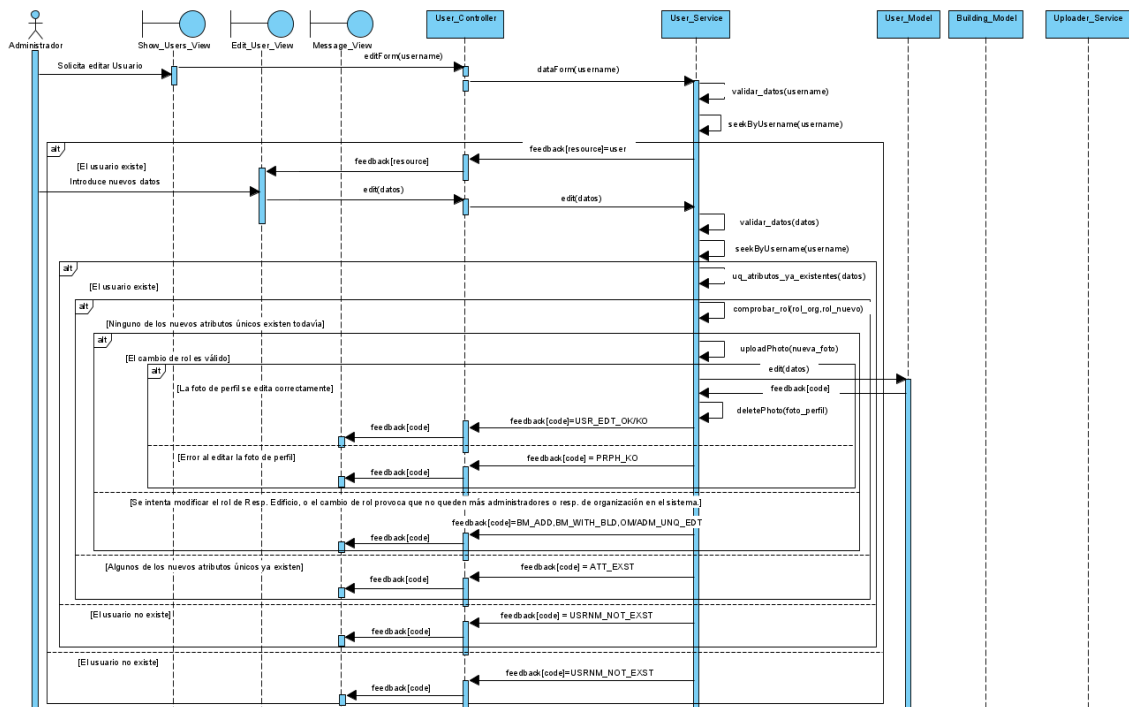 User_Controller
User_Service
User_Model
Building_Model
Uploader_Service
Administrador
Show_Users_View
Edit_User_View
Message_View
editForm(username)
Solicita editar Usuario
dataForm(username)
validar_datos(username)
seekByUsername(username)
alt
feedback[resource]=user
[El usuario existe]
feedback[resource]
Introduce nuevos datos
edit(datos)
edit(datos)
validar_datos(datos)
seekByUsername(username)
alt
uq_atributos_ya_existentes(datos)
[El usuario existe]
alt
comprobar_rol(rol_org,rol_nuevo)
[Ninguno de los nuevos atributos únicos existen todavía]
alt
uploadPhoto(nueva_foto)
[El cambio de rol es válido]
alt
edit(datos)
[La foto de perfil se edita correctamente]
feedback[code]
deletePhoto(foto_perfil)
feedback[code]=USR_EDT_OK/KO
feedback[code]
[Error al editar la foto de perfil]
feedback[code] = PRPH_KO
feedback[code]
[Se intenta modificar el rol de Resp. Edificio, o el cambio de rol provoca que no queden más administradores o resp. de organización en el sistema.]
feedback[code]=BM_ADD,BM_WITH_BLD,OM/ADM_UNQ_EDT
feedback[code]
[Algunos de los nuevos atributos únicos ya existen]
feedback[code] = ATT_EXST
feedback[code]
[El usuario no existe]
feedback[code] = USRNM_NOT_EXST
feedback[code]
[El usuario no existe]
feedback[code]=USRNM_NOT_EXST
feedback[code]